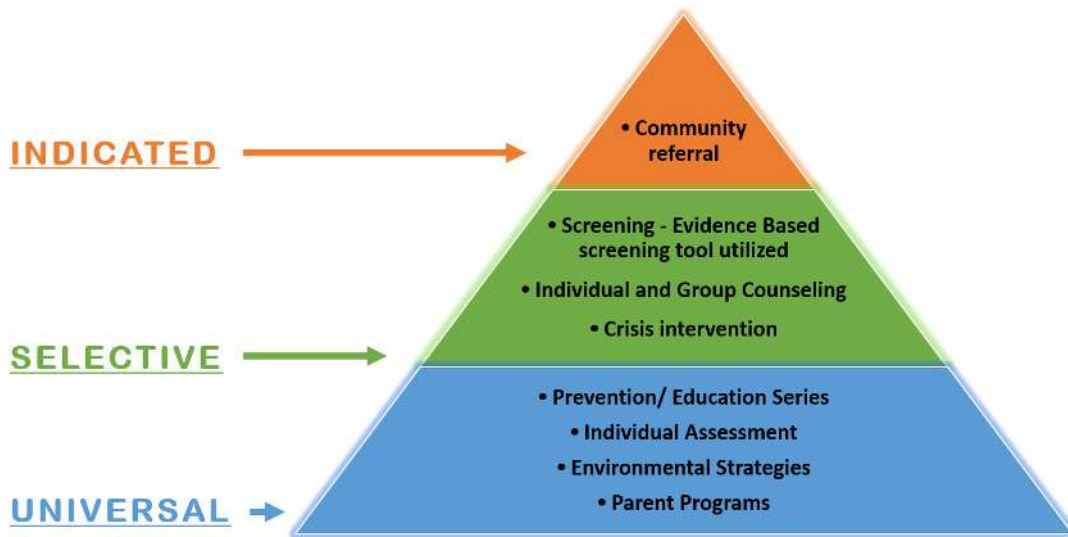 INDICATED
• Community
referral
• Screening - Evidence Based
screening tool utilized
• Individual and Group Counseling
• Crisis intervention
SELECTIVE
• Prevention/ Education Series
• Individual Assessment
• Environmental Strategies
• Parent Programs
UNIVERSAL